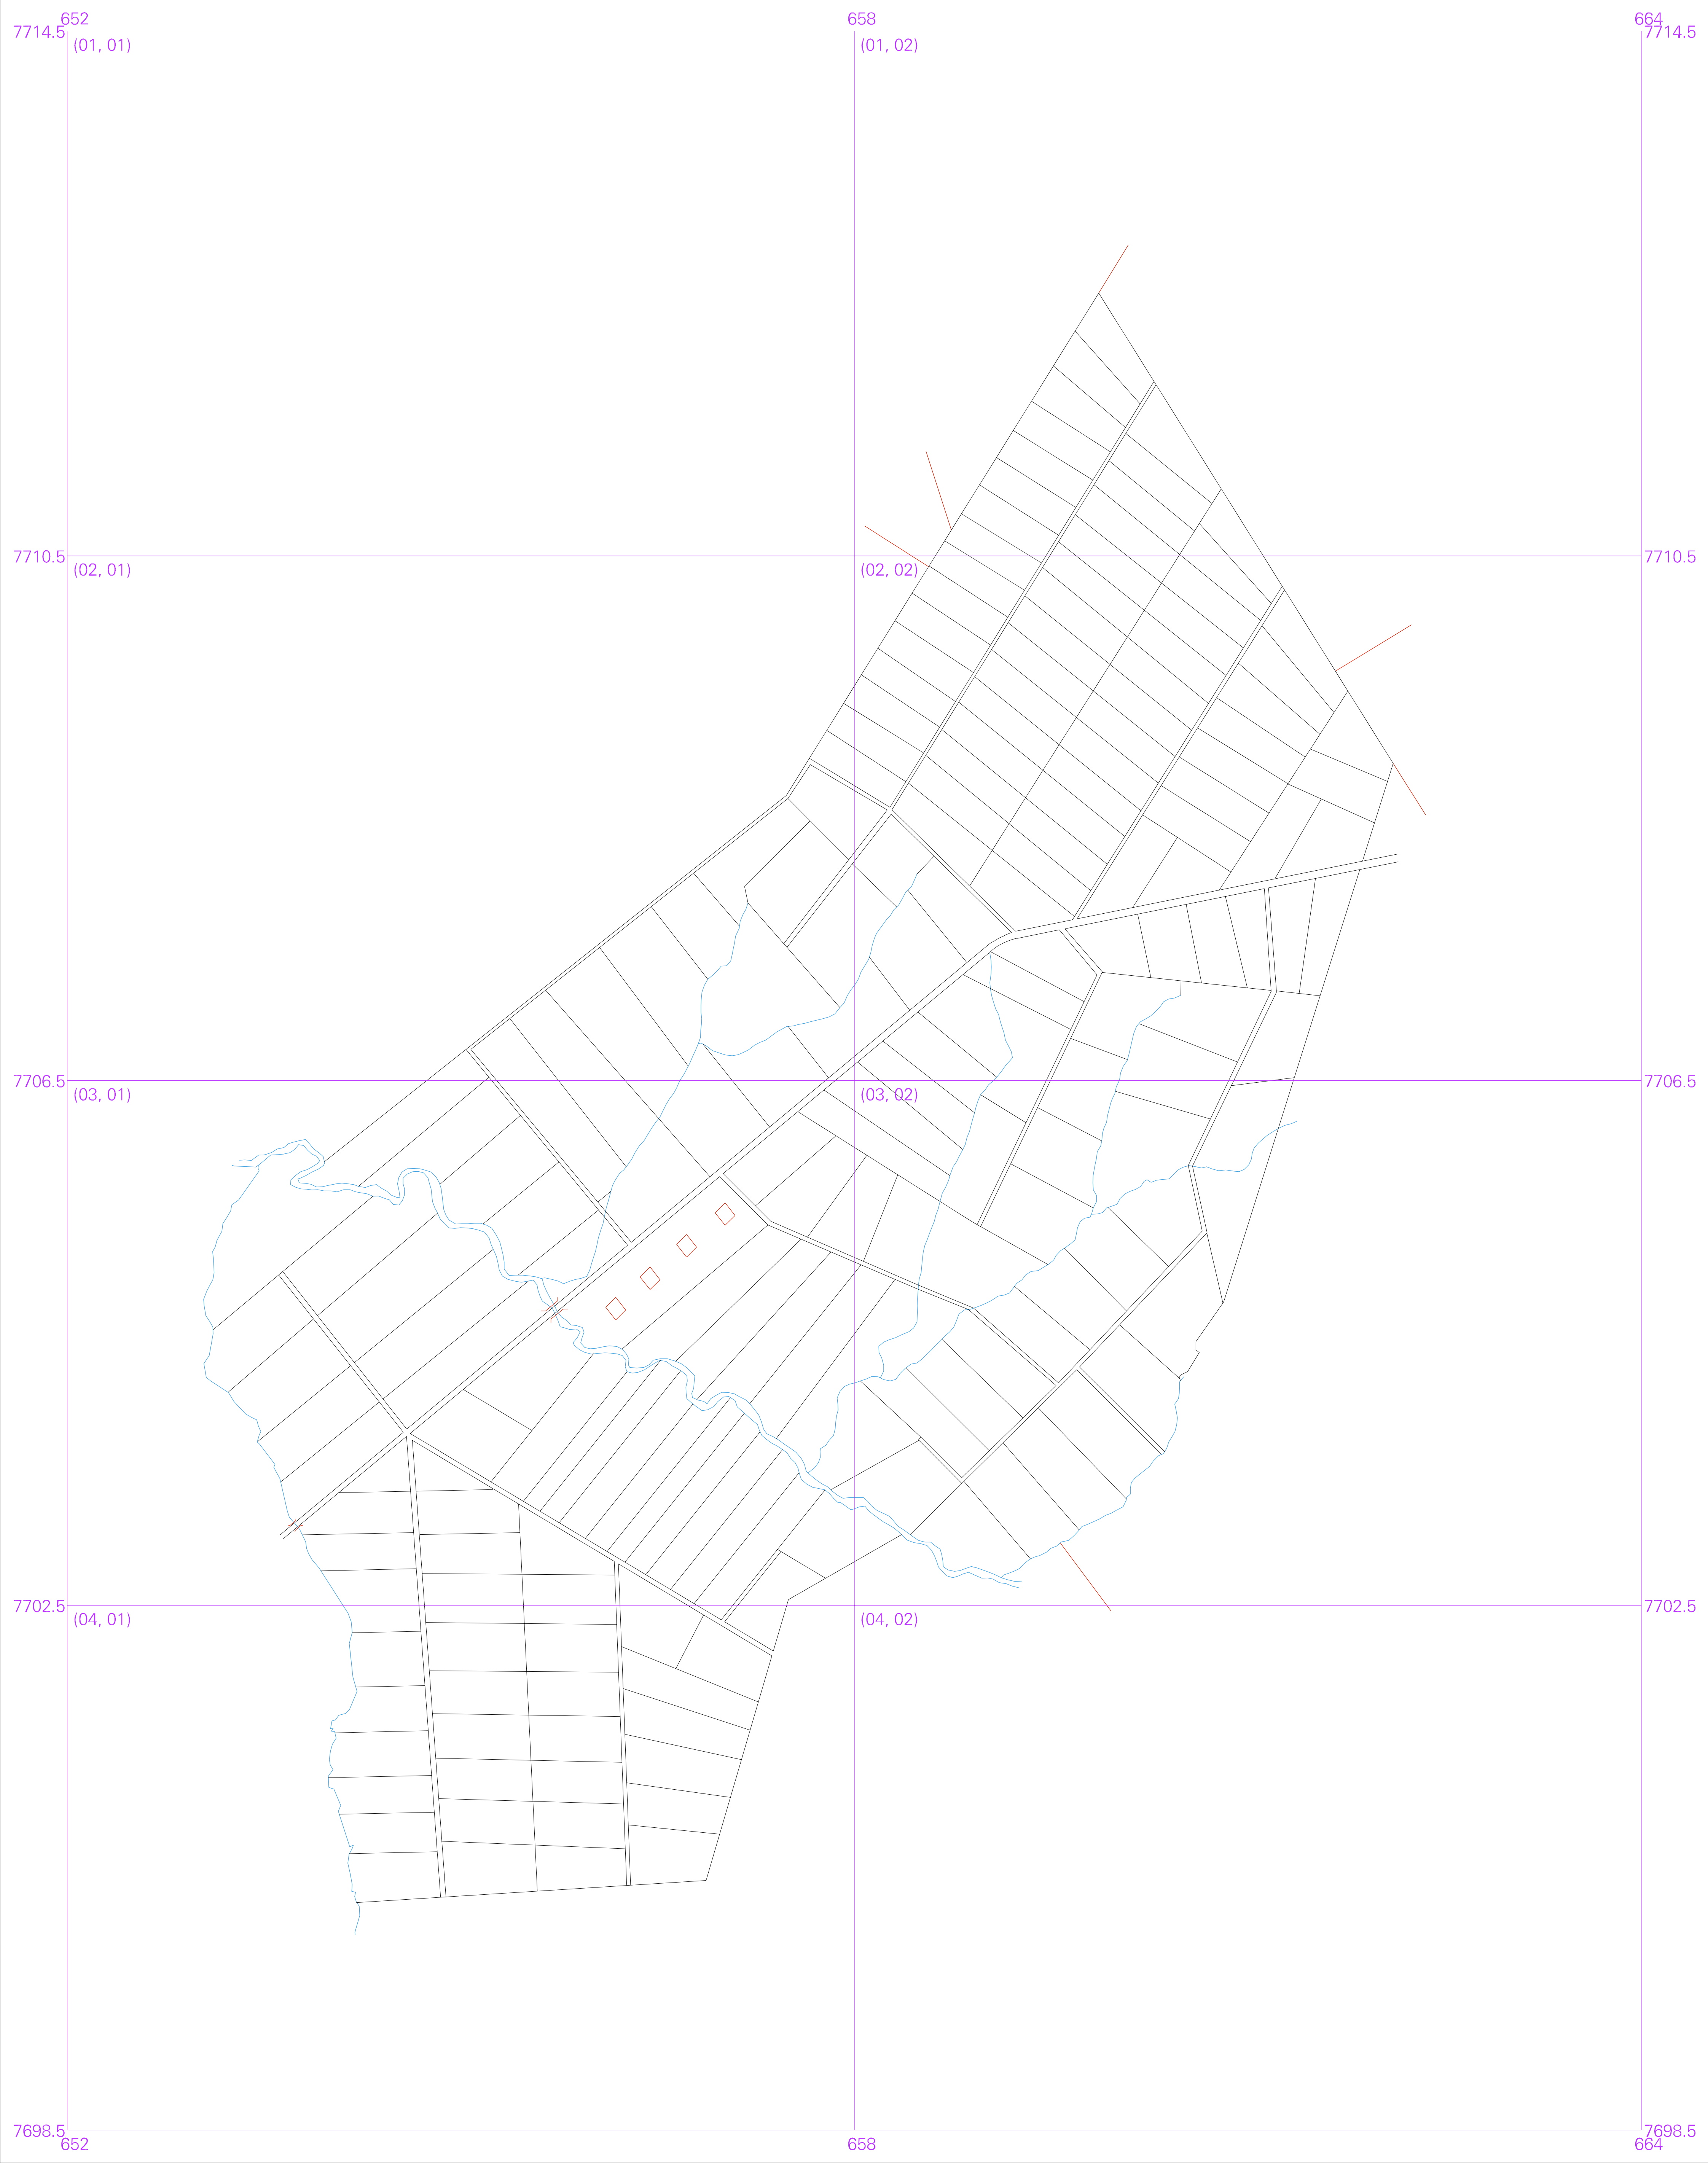 652 658 664
7714.5 7714.5
(01, 01) (01, 02)
7710.5 7710.5
(02, 01) (02, 02)
7706.5 7706.5
(03, 01) (03, 02)
7702.5 7702.5
(04, 01) (04, 02)
7698.5 7698.5
652 658 664